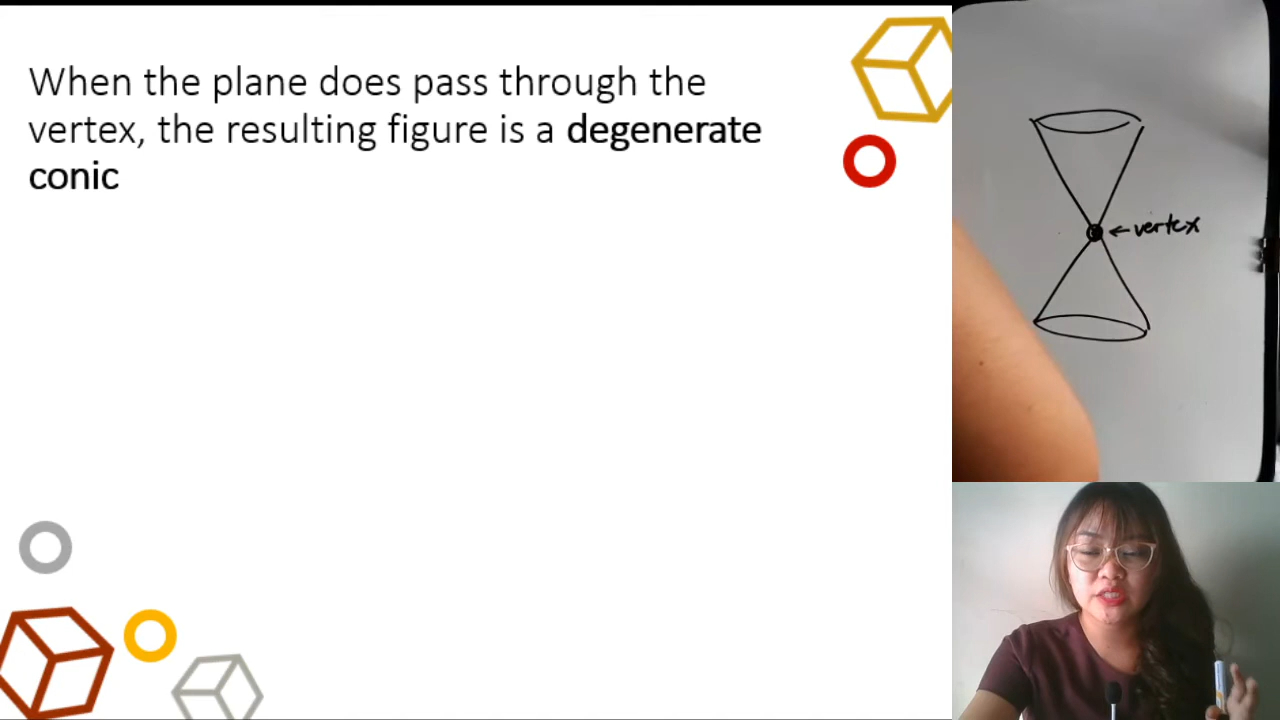 When the plane does pass through the
vertex, the resulting figure is a degenerate
conic
←vertex